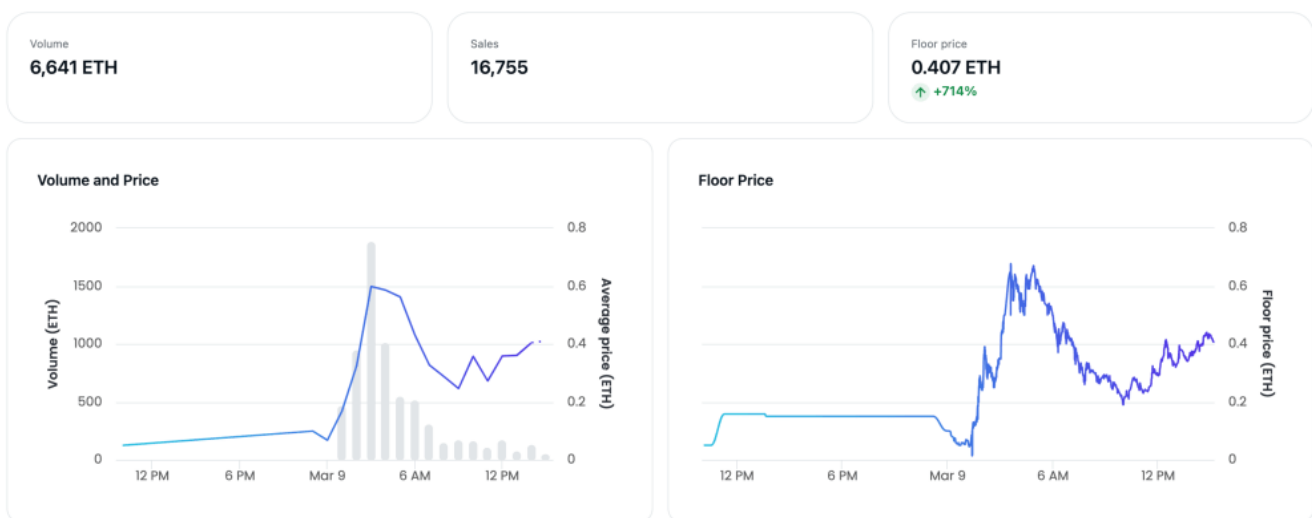 Volume
6,641 ETH
Sales
16,755
Floor price
0.407 ETH
+714%
Volume and Price
2000
1500
1000
500
0
Volume (ETH)
0.8
0.6
0.4
0.2
0
Average price (ETH)
12 PM
6 PM
Mar 9
6 AM
12 PM
Floor Price
0.8
0.6
0.4
0.2
0
Floor price (ETH)
12 PM
6 PM
Mar 9
6 AM
12 PM